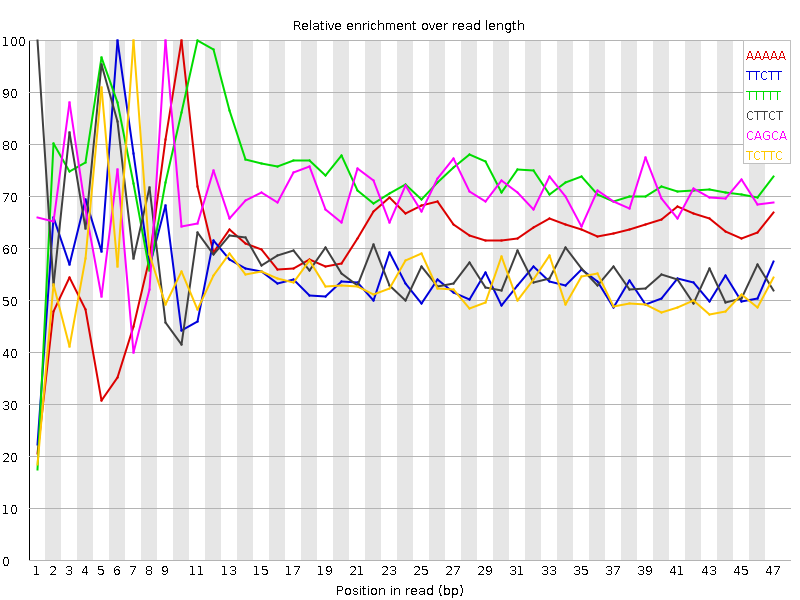 Relative enrichment over read length
100
90
80
70
60
50
40
30
20
10
0
AAAAA
TTCTT
TTTTT
CTTCT
CAGCA
TCTTC
1 2 3 4 5 6 7 8 9 11 13 15 17 19 21 23 25 27 29 31 33 35 37 39 41 43 45 47
Position in read (bp)